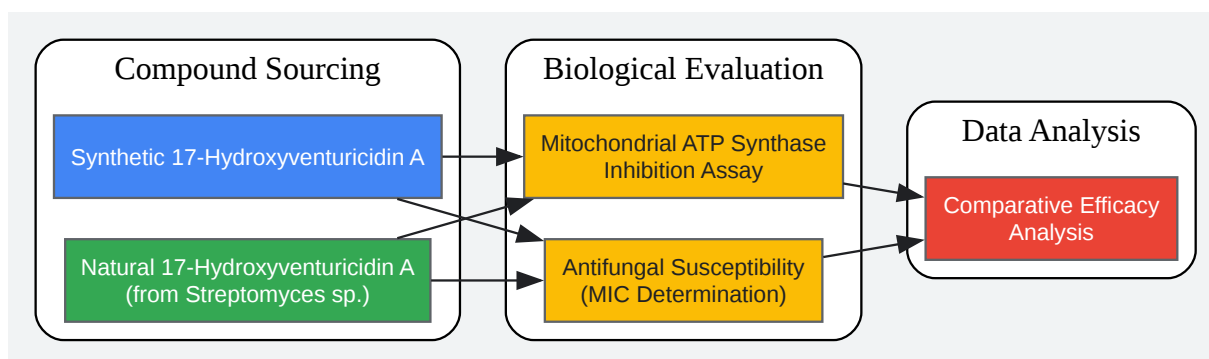 Compound Sourcing
Synthetic 17-Hydroxyventuricidin A
Natural 17-Hydroxyventuricidin A
(from Streptomyces sp.)
Biological Evaluation
Mitochondrial ATP Synthase
Inhibition Assay
Antifungal Susceptibility
(MIC Determination)
Data Analysis
Comparative Efficacy
Analysis